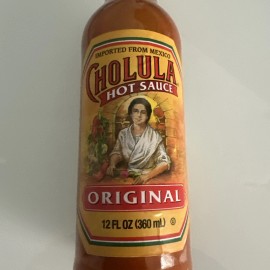 IMPORTED FROM MEXICO
CHOLULA
HOT SAUCE
ORIGINAL
12 FL OZ (360 mL)